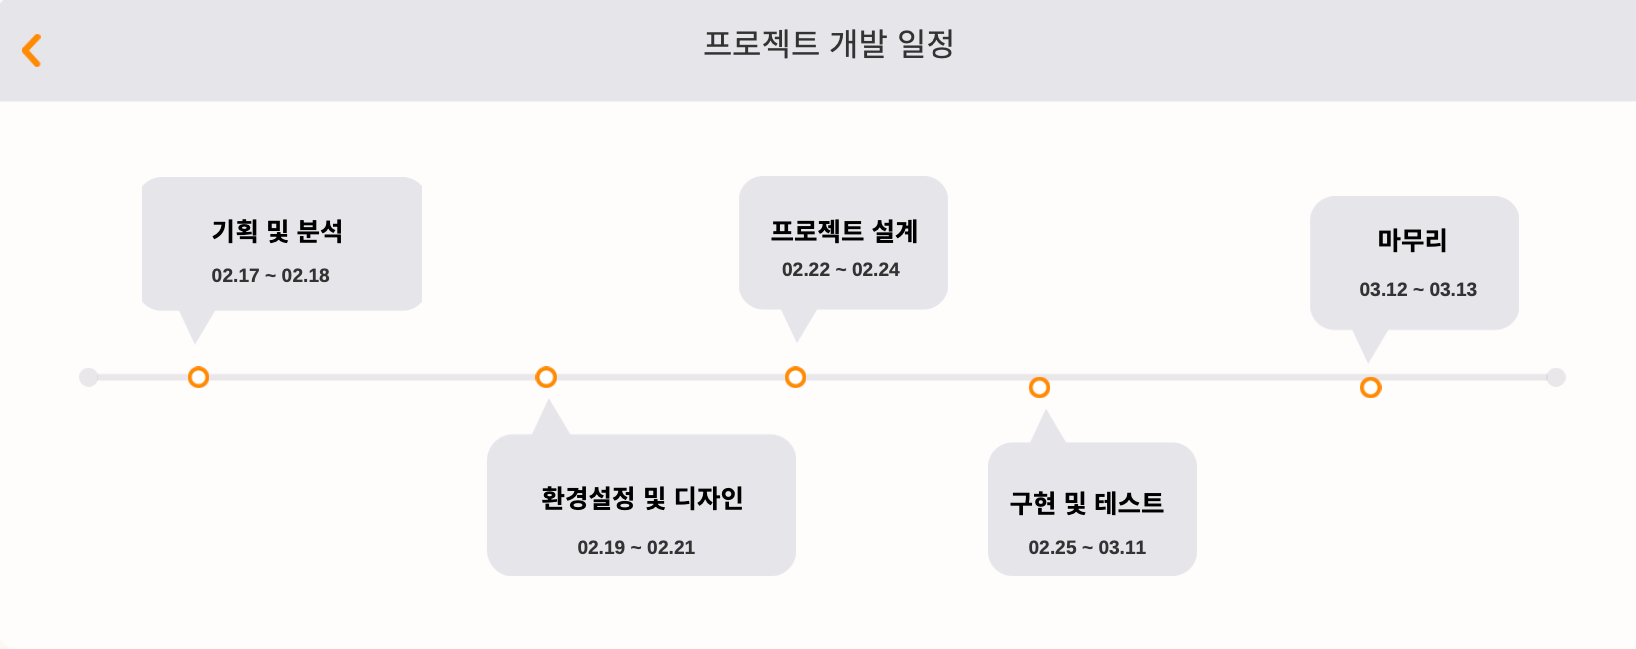 프로젝트 개발 일정
기획 및 분석
02.17 ~ 02.18
환경설정 및 디자인
02.19 ~ 02.21
프로젝트 설계
02.22 ~ 02.24
구현 및 테스트
02.25 ~ 03.11
마무리
03.12 ~ 03.13